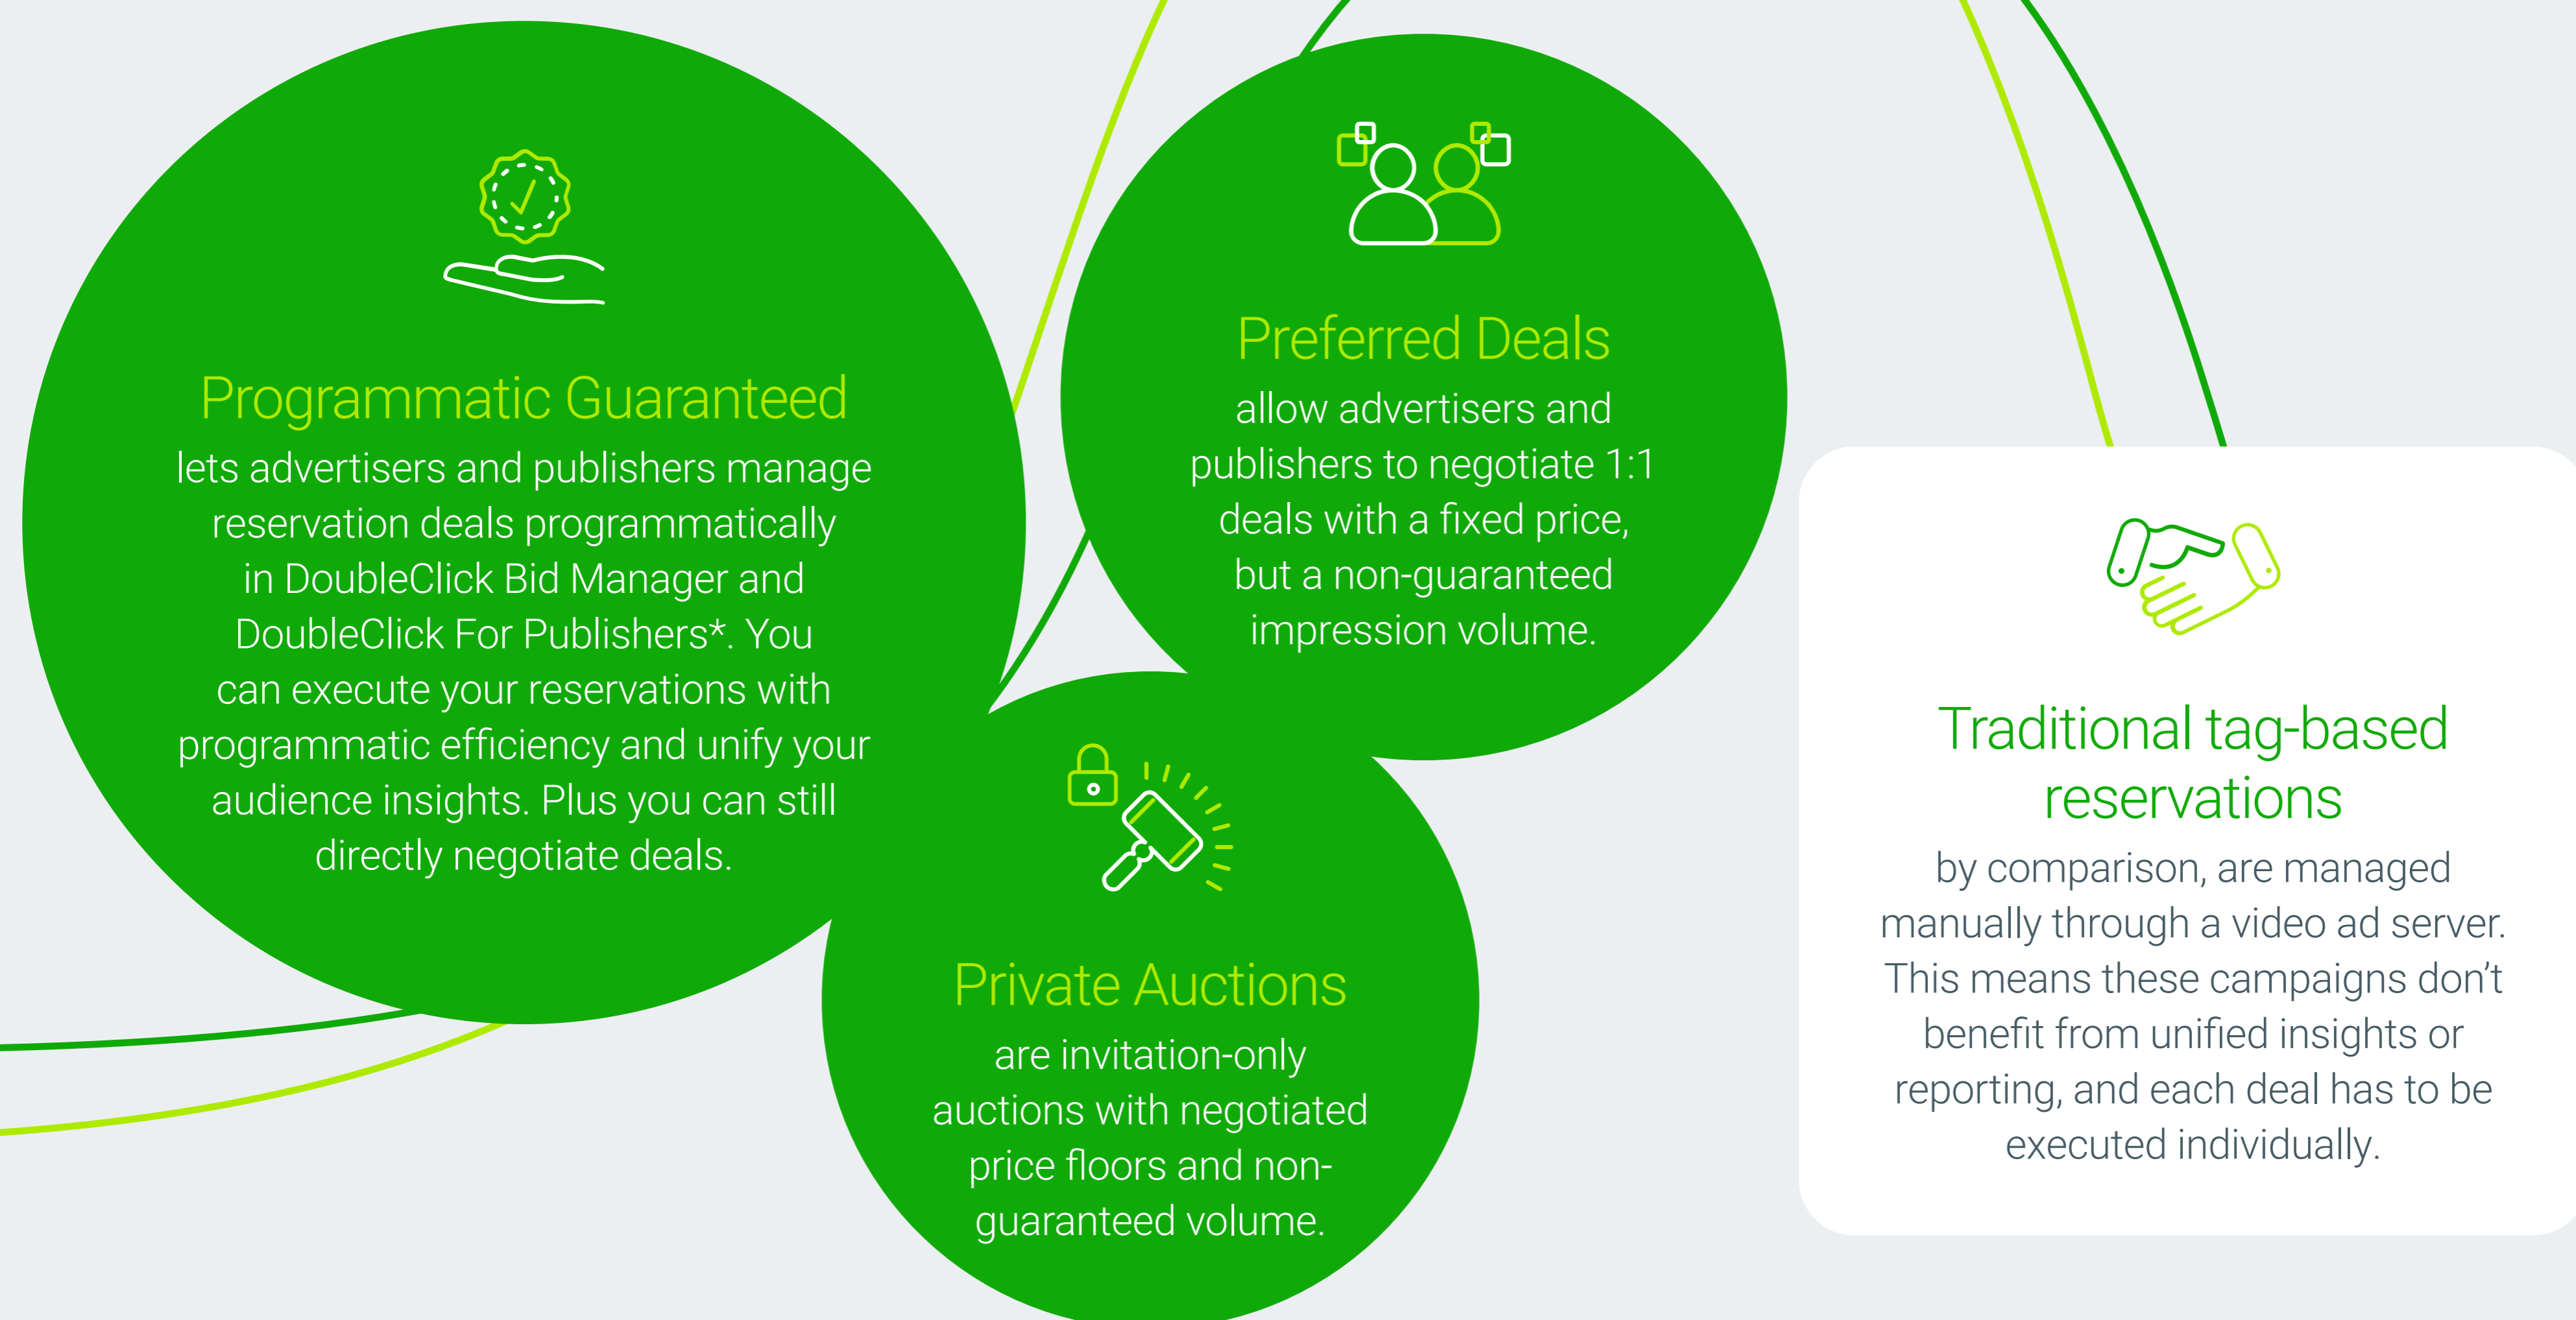 Programmatic Guaranteed
lets advertisers and publishers manage
reservation deals programmatically
in DoubleClick Bid Manager and
DoubleClick For Publishers*. You
can execute your reservations with
programmatic efficiency and unify your
audience insights. Plus you can still
directly negotiate deals.
Preferred Deals
allow advertisers and
publishers to negotiate 1:1
deals with a fixed price,
but a non-guaranteed
impression volume.
Private Auctions
are invitation-only
auctions with negotiated
price floors and non-
guaranteed volume.
Traditional tag-based
reservations
by comparison, are managed
manually through a video ad server.
This means these campaigns don’t
benefit from unified insights or
reporting, and each deal has to be
executed individually.